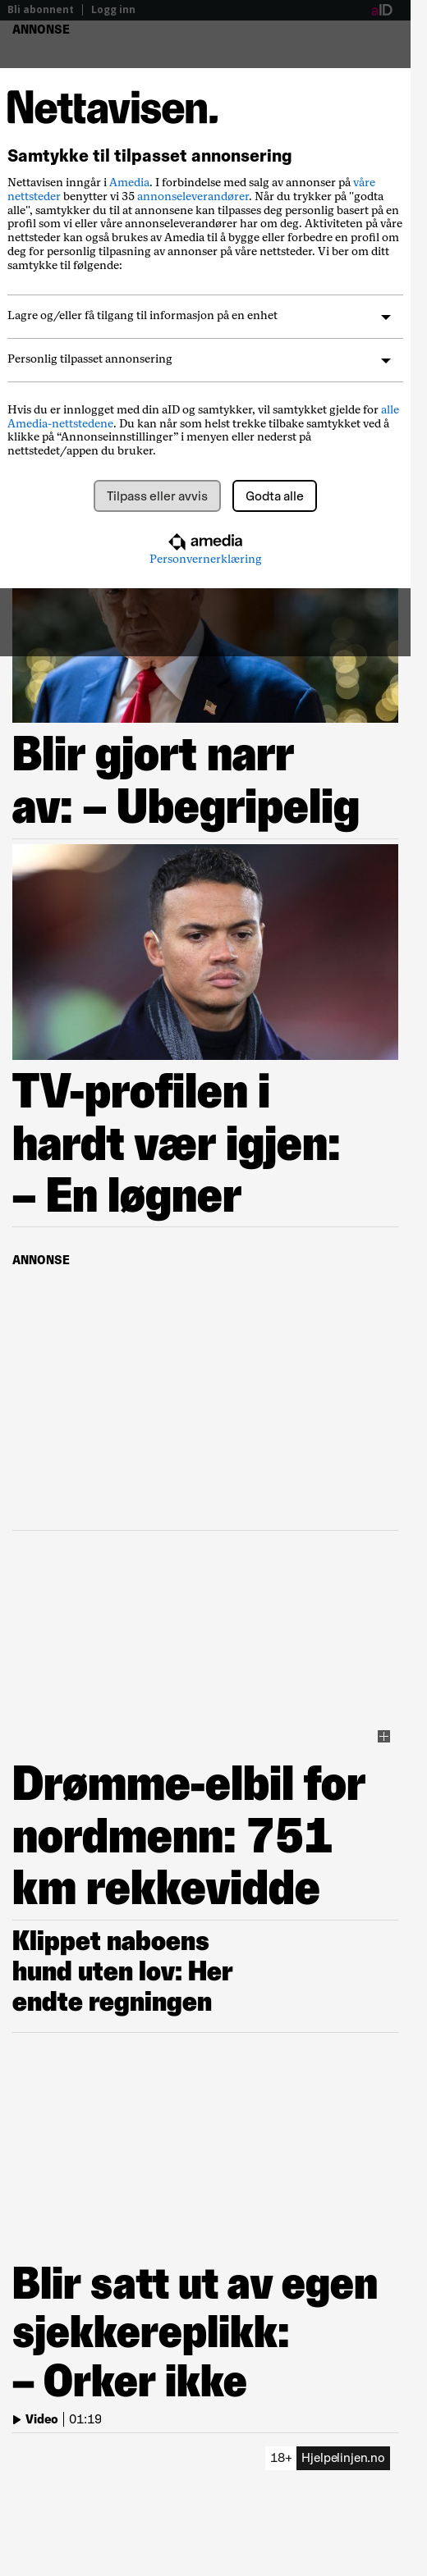 Bli abonnent | Logg inn aID
ANNONSE
Nettavisen.
Samtykke til tilpasset annonsering
Nettavisen inngår i Amedia. I forbindelse med salg av annonser på våre
nettsteder benytter vi 35 annonseleverandører. Når du trykker på "godta
alle", samtykker du til at annonsene kan tilpasses deg personlig basert på en
profil som vi eller våre annonseleverandører har om deg. Aktiviteten på våre
nettsteder kan også brukes av Amedia til å bygge eller forbedre en profil om
deg for personlig tilpasning av annonser på våre nettsteder. Vi ber om ditt
samtykke til følgende:
Lagre og/eller få tilgang til informasjon på en enhet
Personlig tilpasset annonsering
Hvis du er innlogget med din aID og samtykker, vil samtykket gjelde for alle
Amedia-nettstedene. Du kan når som helst trekke tilbake samtykket ved å
klikke på “Annonseinnstillinger” i menyen eller nederst på
nettstedet/appen du bruker.
Tilpass eller avvis Godta alle
amedia
Personvernerklæring
Blir gjort narr
av: – Ubegripelig
TV-profilen i
hardt vær igjen:
– En løgner
ANNONSE
Drømme-elbil for
nordmenn: 751
km rekkevidde
Klippet naboens
hund uten lov: Her
endte regningen
Blir satt ut av egen
sjekkereplikk:
– Orker ikke
Video | 01:19
18+ Hjelpelinjen.no